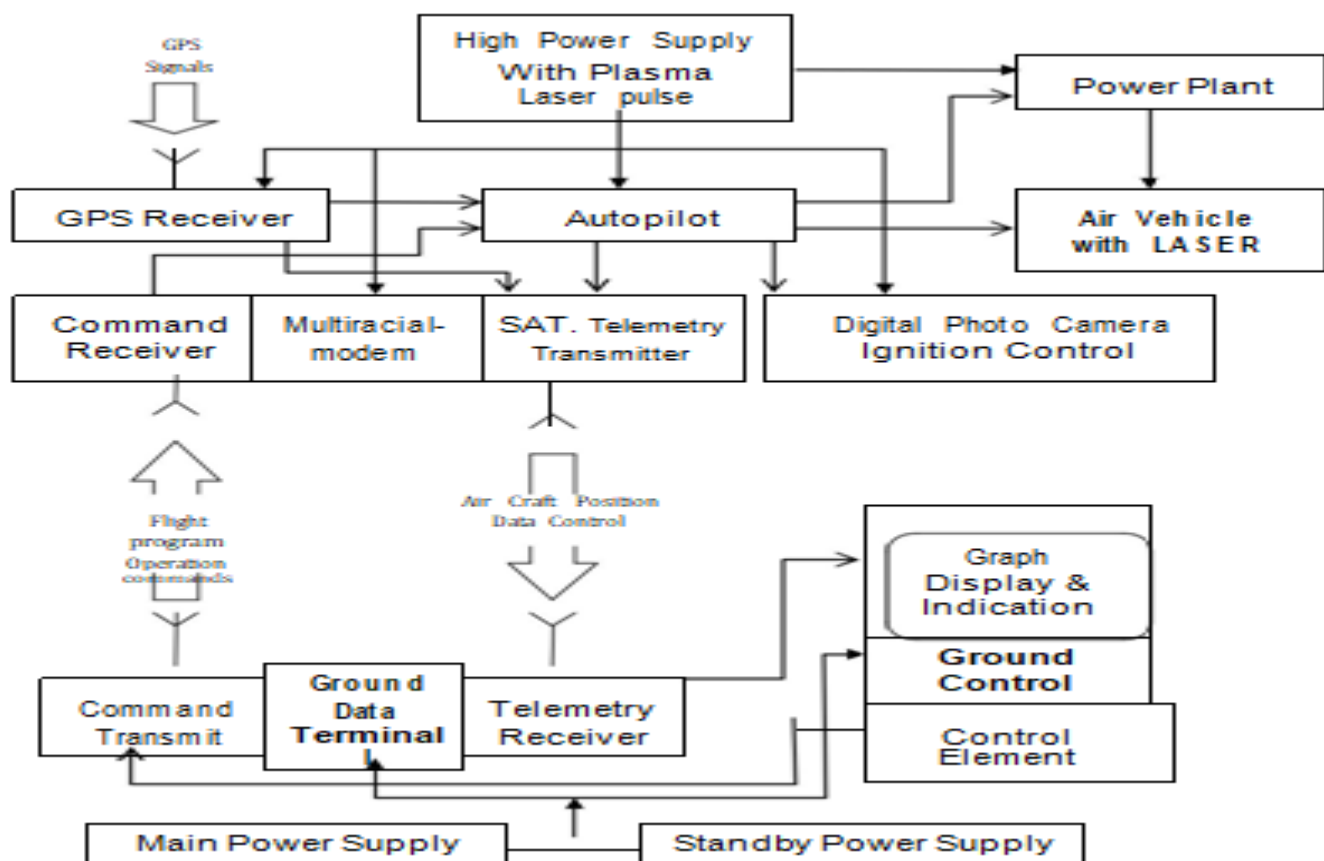 GPS
Signals
High Power Supply
With Plasma
Laser pulse
Power Plant
GPS Receiver
Autopilot
Air Vehicle
with LASER
Command
Receiver
Multiracial-
modem
SAT. Telemetry
Transmitter
Digital Photo Camera
Ignition Control
Flight
program
Operation
commands
Air Craft Position
Data Control
Graph
Display &
Indication
Ground
Control
Control
Element
Command
Transmit
Ground
Data
Terminal
l
Telemetry
Receiver
Main Power Supply
Standby Power Supply